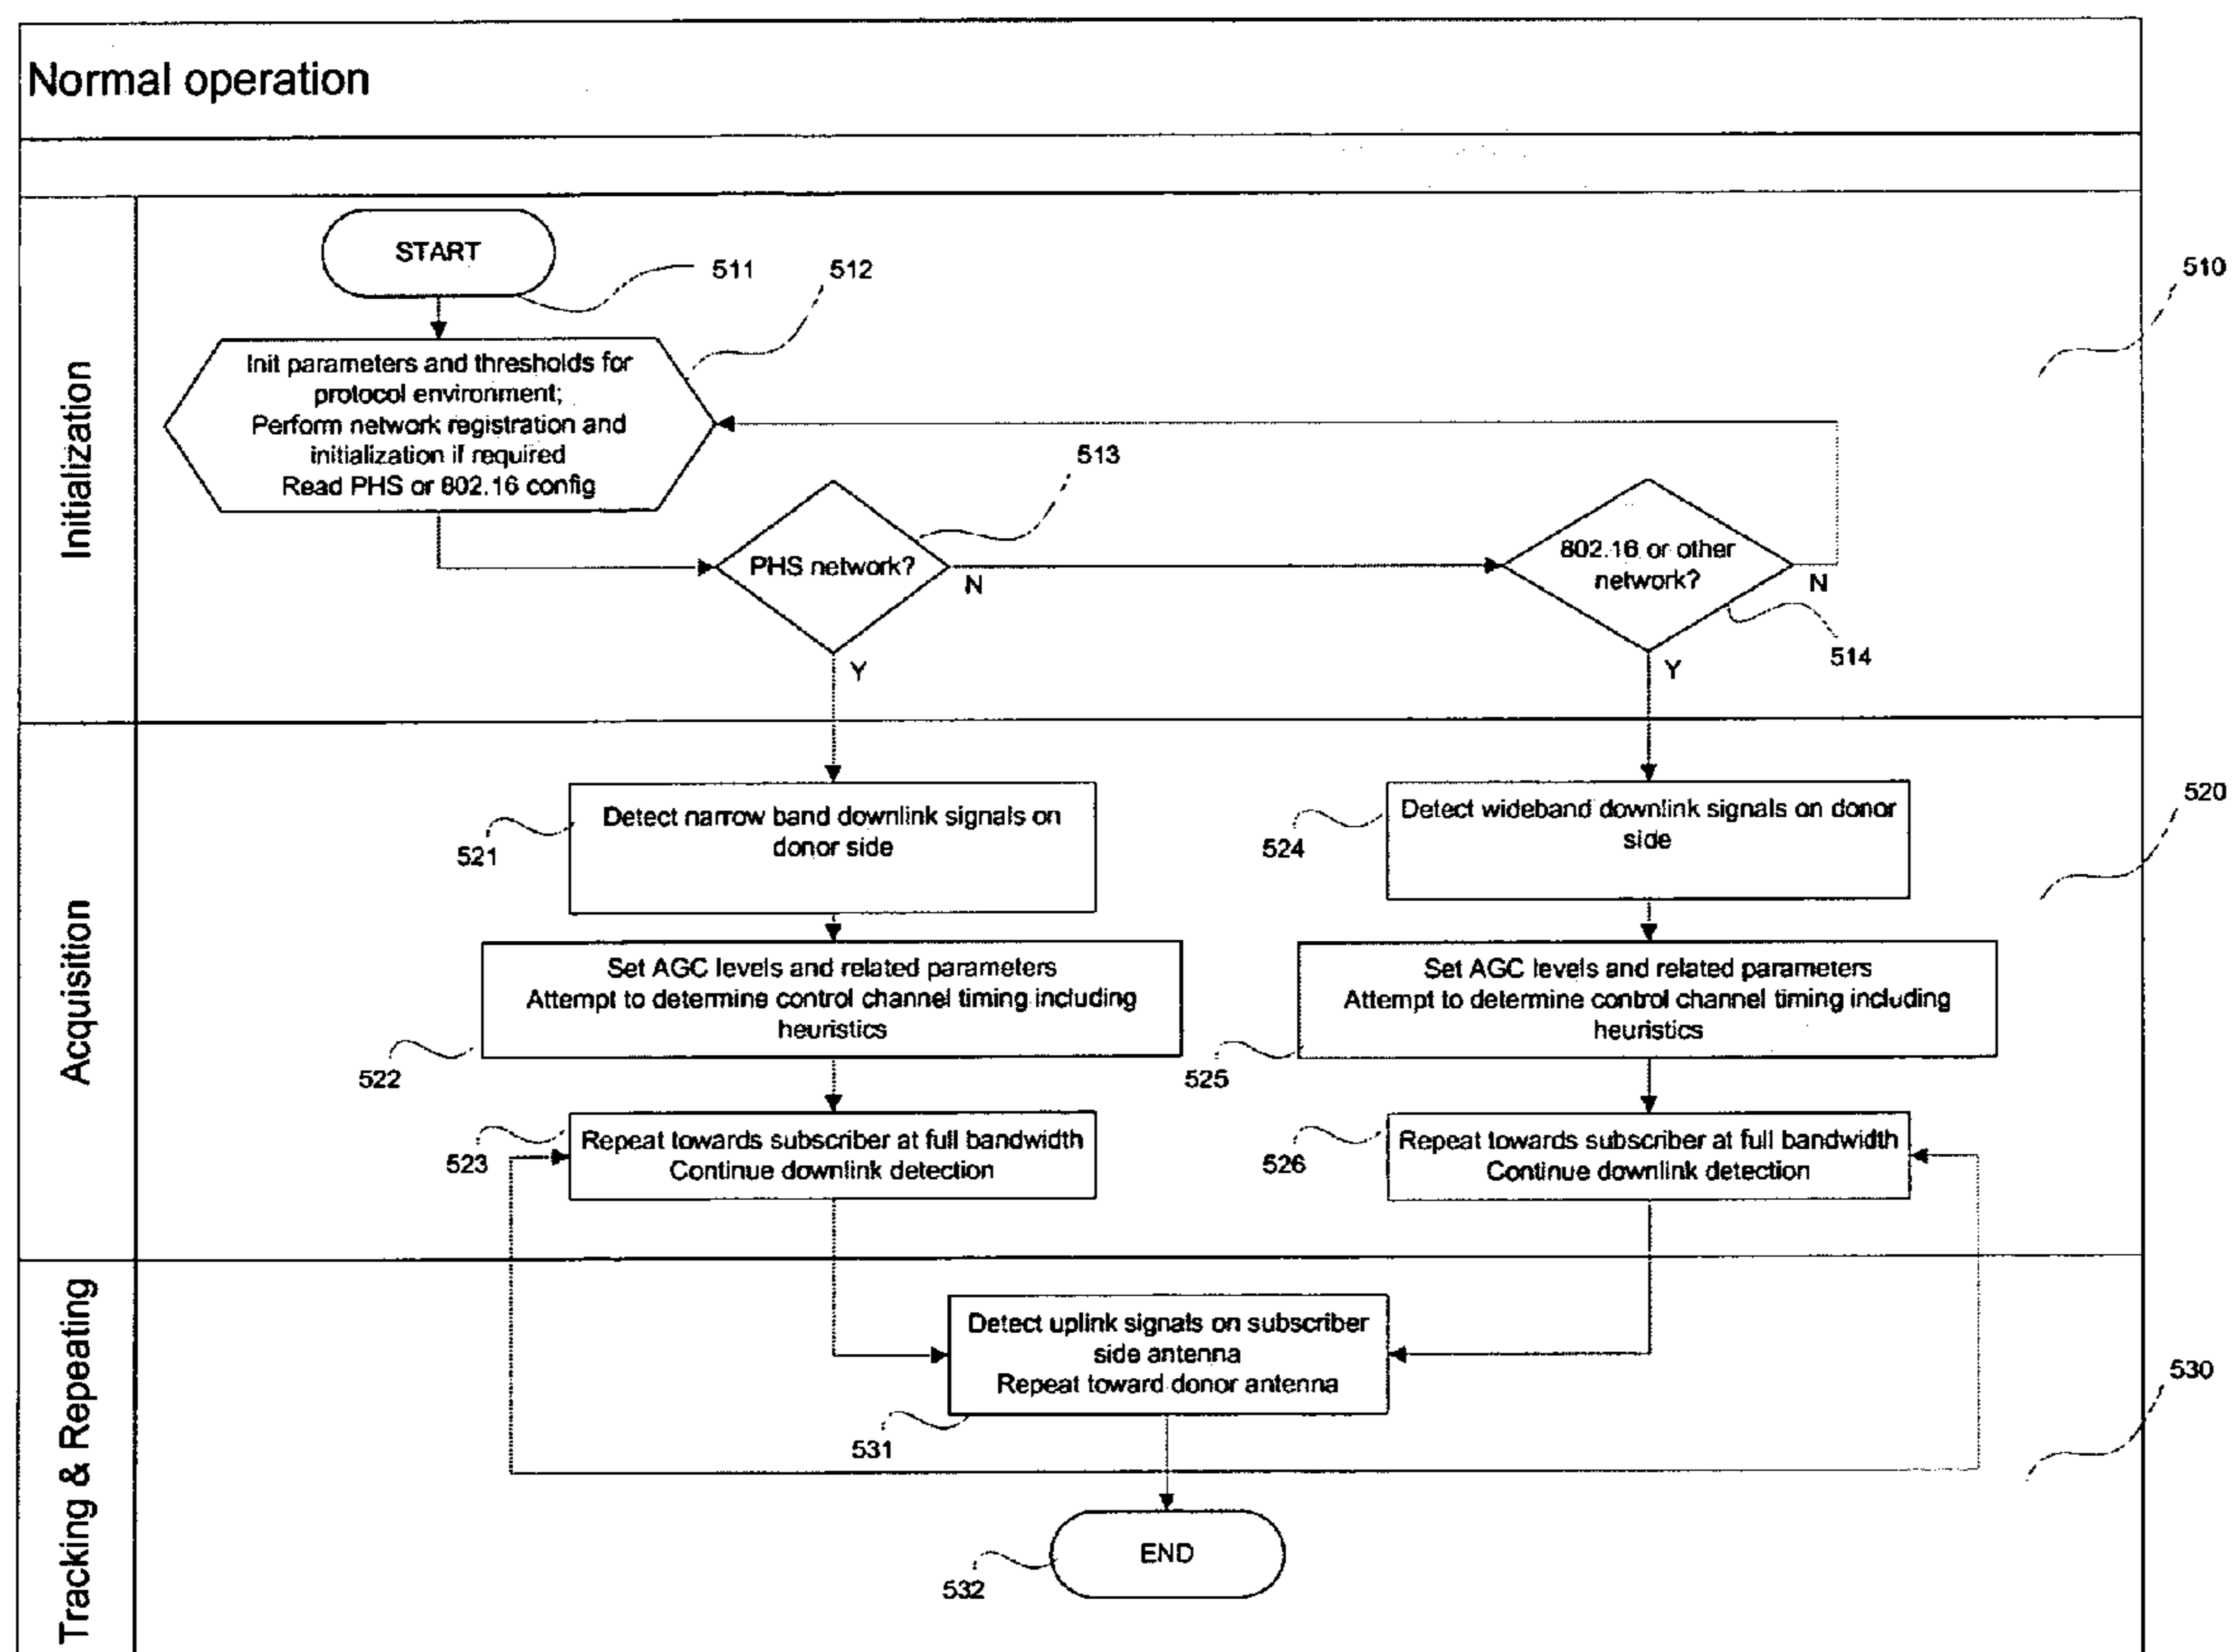 Normal operation
Initialization
START
511
512
510
Init parameters and thresholds for
protocol environment;
Perform network registration and
initialization if required
Read PHS or 802.16 config
513
PHS network?
N
Y
802.16 or other
network?
N
Y
514
Acquisition
520
Detect narrow band downlink signals on
donor side
521
Detect wideband downlink signals on donor
side
524
Set AGC levels and related parameters
Attempt to determine control channel timing including
heuristics
522
Set AGC levels and related parameters
Attempt to determine control channel timing including
heuristics
525
Repeat towards subscriber at full bandwidth
Continue downlink detection
523
Repeat towards subscriber at full bandwidth
Continue downlink detection
526
Tracking & Repeating
Detect uplink signals on subscriber
side antenna
Repeat toward donor antenna
531
530
END
532